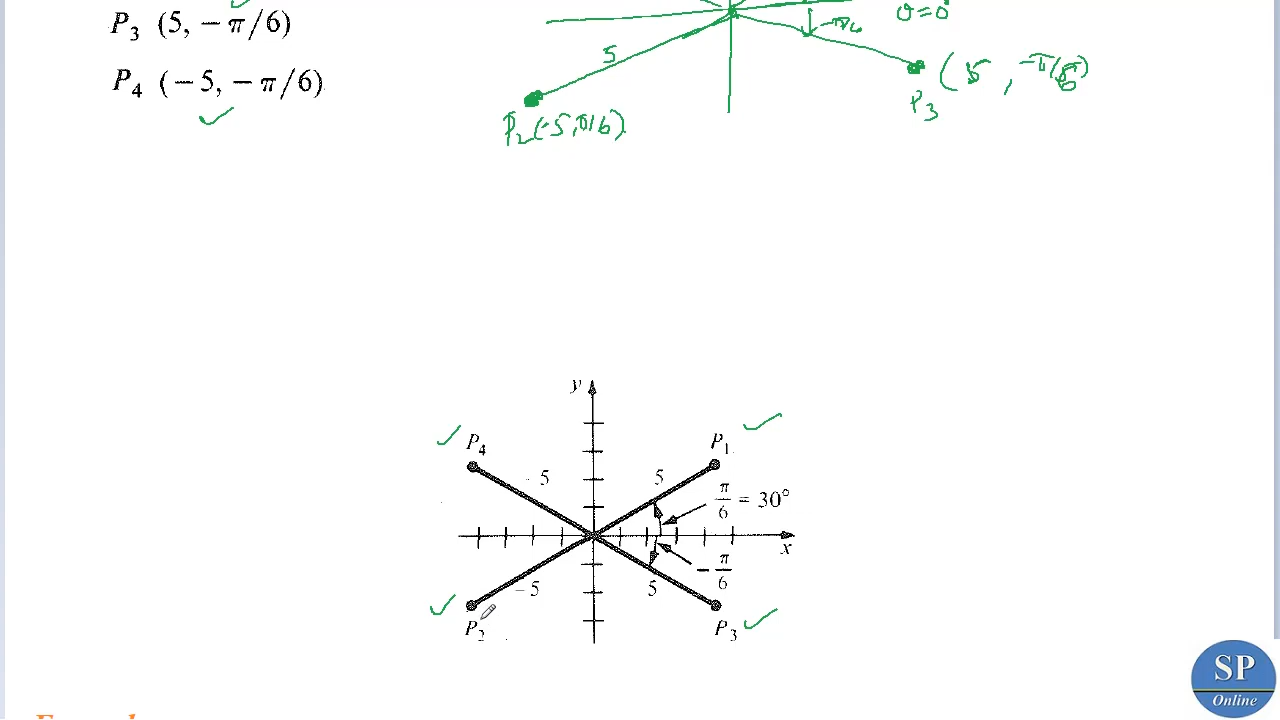 P3 (5, − π/6)
P4 (−5, − π/6)
5
−π/6
θ=0°
P2(-5,π/6)
(5, -π/6)
P3
y
P4
P1
- 5
5
π/6 = 30°
x
− π/6
−5
5
P2
P3
SP
Online